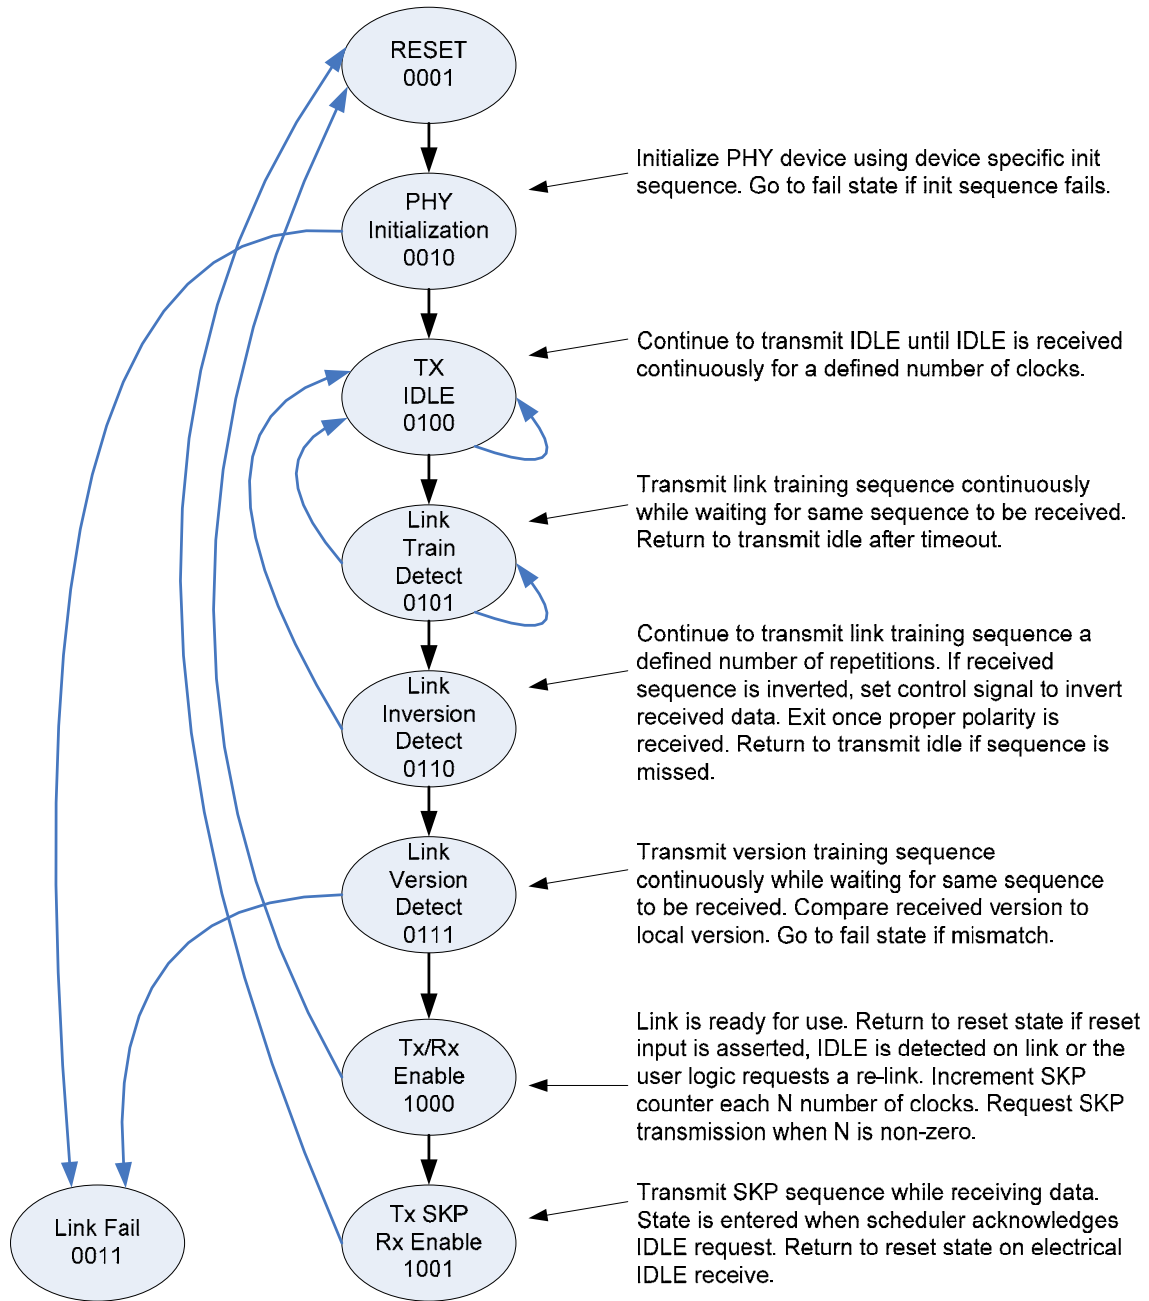 RESET
0001
PHY
Initialization
0010
Initialize PHY device using device specific init
sequence. Go to fail state if init sequence fails.
TX
IDLE
0100
Continue to transmit IDLE until IDLE is received
continuously for a defined number of clocks.
Link
Train
Detect
0101
Transmit link training sequence continuously
while waiting for same sequence to be received.
Return to transmit idle after timeout.
Link
Inversion
Detect
0110
Continue to transmit link training sequence a
defined number of repetitions. If received
sequence is inverted, set control signal to invert
received data. Exit once proper polarity is
received. Return to transmit idle if sequence is
missed.
Link
Version
Detect
0111
Transmit version training sequence
continuously while waiting for same sequence
to be received. Compare received version to
local version. Go to fail state if mismatch.
Tx/Rx
Enable
1000
Link is ready for use. Return to reset state if reset
input is asserted, IDLE is detected on link or the
user logic requests a re-link. Increment SKP
counter each N number of clocks. Request SKP
transmission when N is non-zero.
Link Fail
0011
Tx SKP
Rx Enable
1001
Transmit SKP sequence while receiving data.
State is entered when scheduler acknowledges
IDLE request. Return to reset state on electrical
IDLE receive.